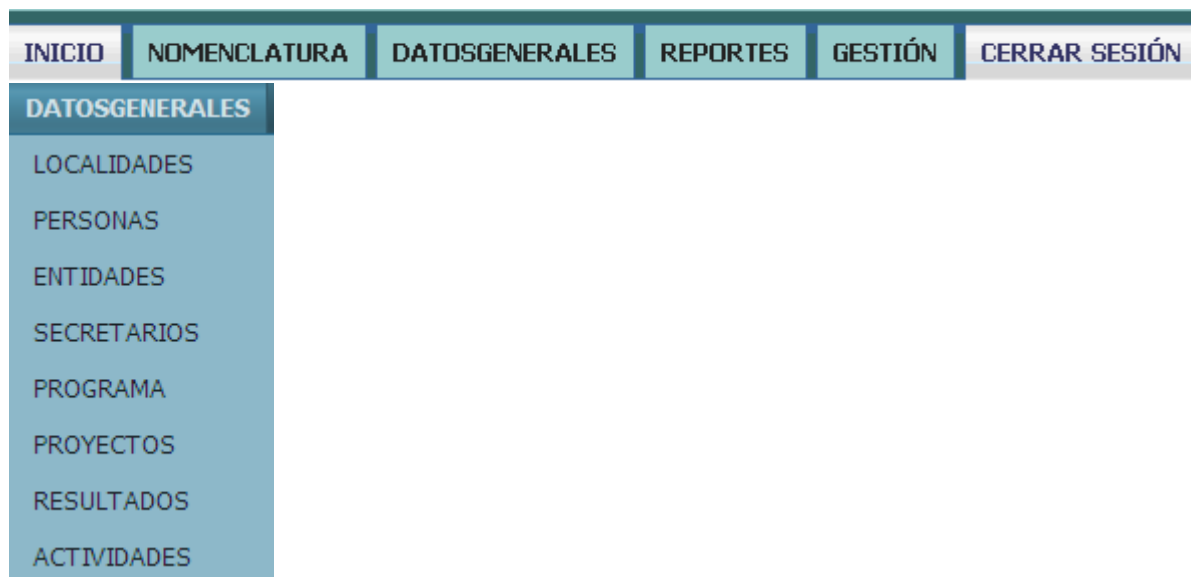 INICIO NOMENCLATURA DATOSGENERALES REPORTES GESTIÓN CERRAR SESIÓN
DATOSGENERALES
LOCALIDADES
PERSONAS
ENTIDADES
SECRETARIOS
PROGRAMA
PROYECTOS
RESULTADOS
ACTIVIDADES